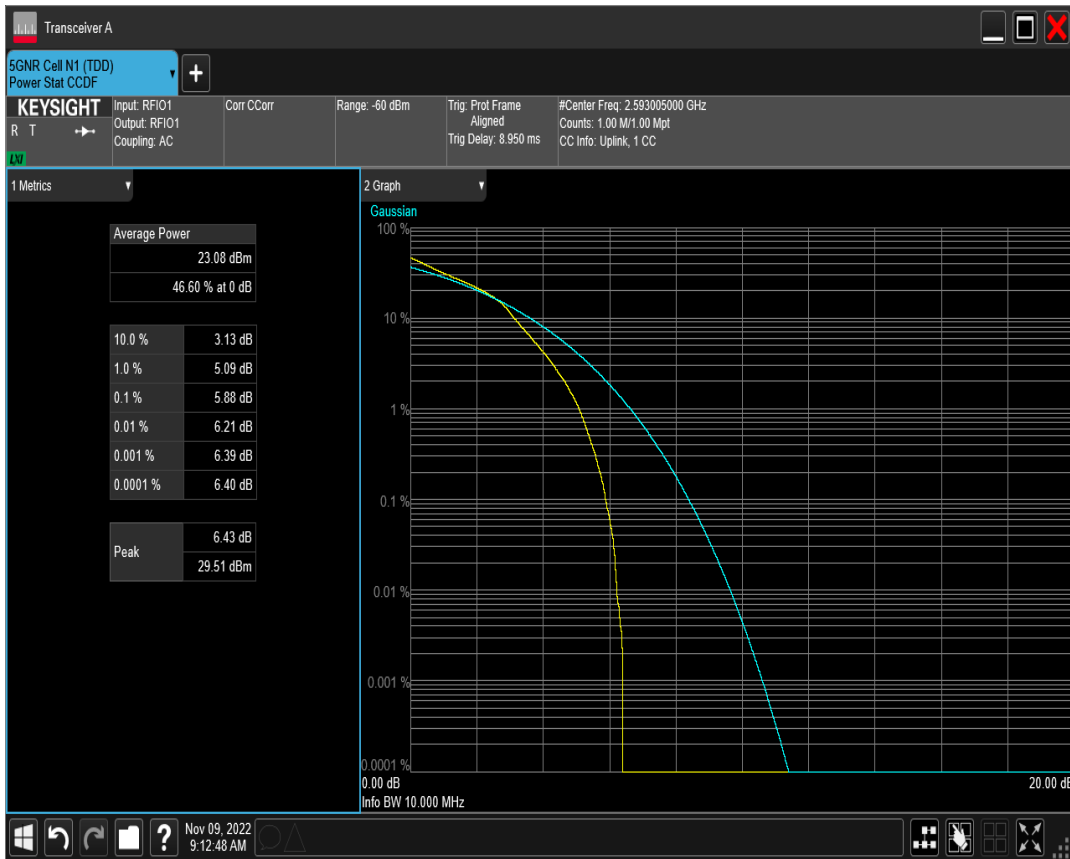 Transceiver A
5GNR Cell N1 (TDD)
Power Stat CCDF
+
KEYSIGHT
R T
LXI
Input: RFIO1
Output: RFIO1
Coupling: AC
Corr CCorr
Range: -60 dBm
Trig: Prot Frame
Aligned
Trig Delay: 8.950 ms
#Center Freq: 2.593005000 GHz
Counts: 1.00 M/1.00 Mpt
CC Info: Uplink, 1 CC
1 Metrics
Average Power
23.08 dBm
46.60 % at 0 dB
10.0 % 3.13 dB
1.0 % 5.09 dB
0.1 % 5.88 dB
0.01 % 6.21 dB
0.001 % 6.39 dB
0.0001 % 6.40 dB
Peak
6.43 dB
29.51 dBm
2 Graph
Gaussian
100 %
10 %
1 %
0.1 %
0.01 %
0.001 %
0.0001 %
0.00 dB
20.00 dB
Info BW 10.000 MHz
?
Nov 09, 2022
9:12:48 AM